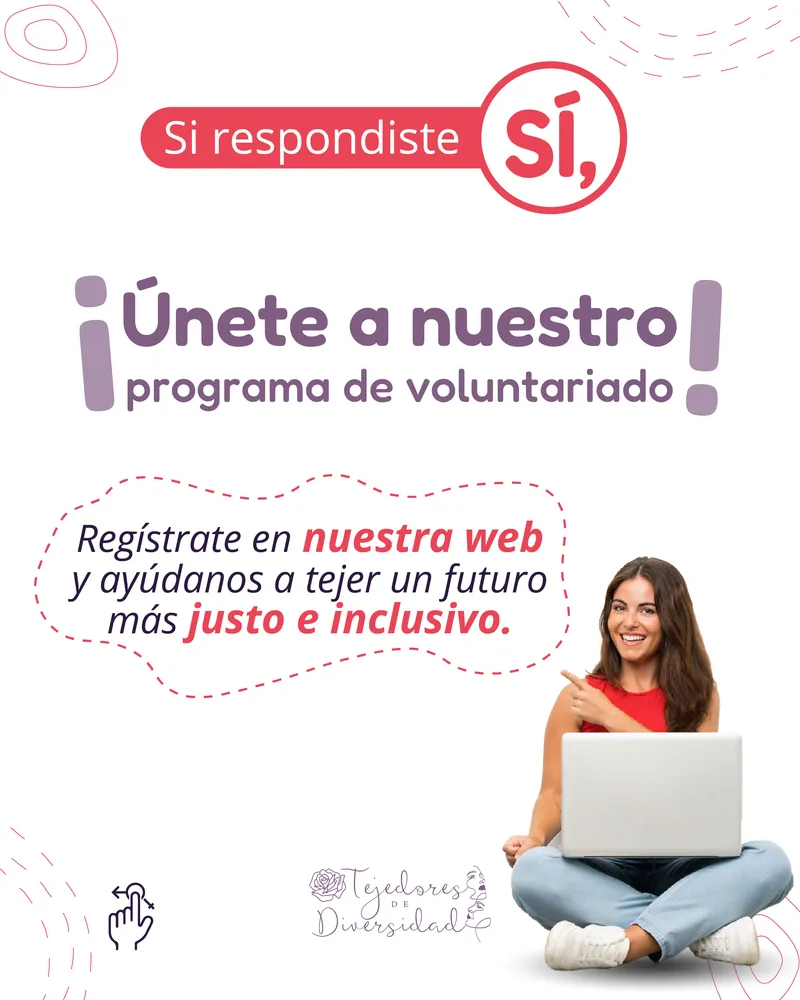 Si respondiste SÍ,
¡Únete a nuestro
programa de voluntariado!
Regístrate en nuestra web
y ayúdanos a tejer un futuro
más justo e inclusivo.
Tejedores
DE
Diversidad